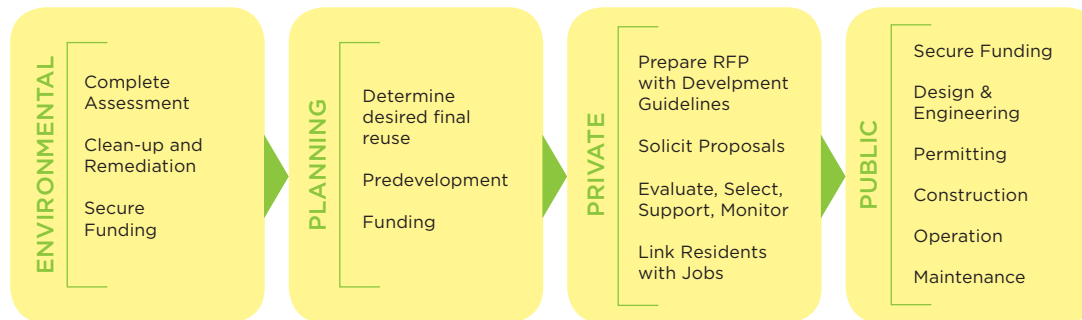 ENVIRONMENTAL
Complete
Assessment
Clean-up and
Remediation
Secure
Funding
PLANNING
Determine
desired final
reuse
Predevelopment
Funding
PRIVATE
Prepare RFP
with Develpment
Guidelines
Solicit Proposals
Evaluate, Select,
Support, Monitor
Link Residents
with Jobs
PUBLIC
Secure Funding
Design &
Engineering
Permitting
Construction
Operation
Maintenance